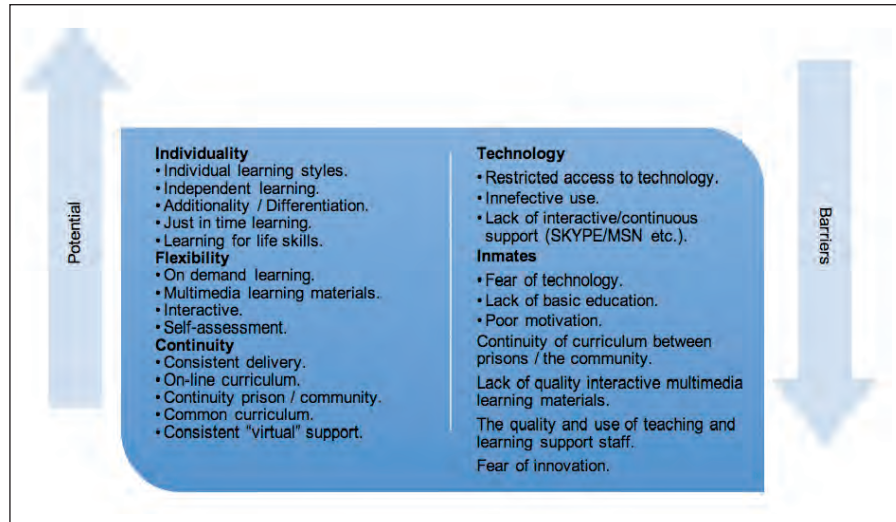 Potential
Individuality
• Individual learning styles.
• Independent learning.
• Additionality / Differentiation.
• Just in time learning.
• Learning for life skills.
Flexibility
• On demand learning.
• Multimedia learning materials.
• Interactive.
• Self-assessment.
Continuity
• Consistent delivery.
• On-line curriculum.
• Continuity prison / community.
• Common curriculum.
• Consistent “virtual” support.
Technology
• Restricted access to technology.
• Innefective use.
• Lack of interactive/continuous
support (SKYPE/MSN etc.).
Inmates
• Fear of technology.
• Lack of basic education.
• Poor motivation.
Continuity of curriculum between
prisons / the community.
Lack of quality interactive multimedia
learning materials.
The quality and use of teaching and
learning support staff.
Fear of innovation.
Barriers